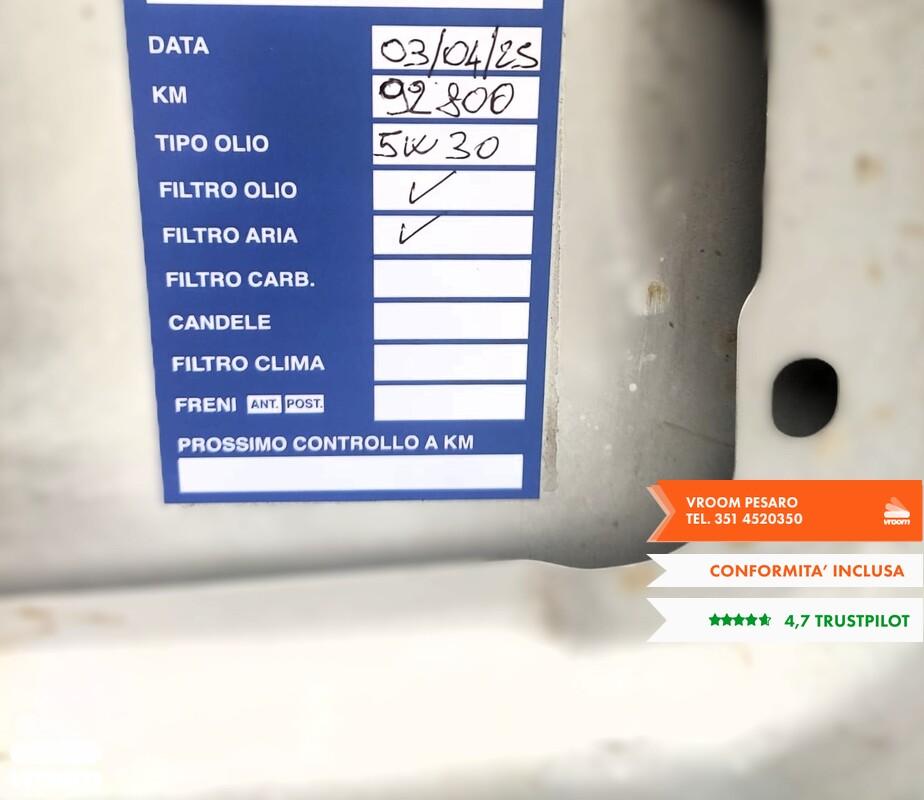 DATA 03/04/25
KM 92800
TIPO OLIO 5W30
FILTRO OLIO ✓
FILTRO ARIA ✓
FILTRO CARB.
CANDELE
FILTRO CLIMA
FRENI ANT. POST.
PROSSIMO CONTROLLO A KM
VROOM PESARO
TEL. 351 4520350
vroom
CONFORMITA' INCLUSA
4,7 TRUSTPILOT